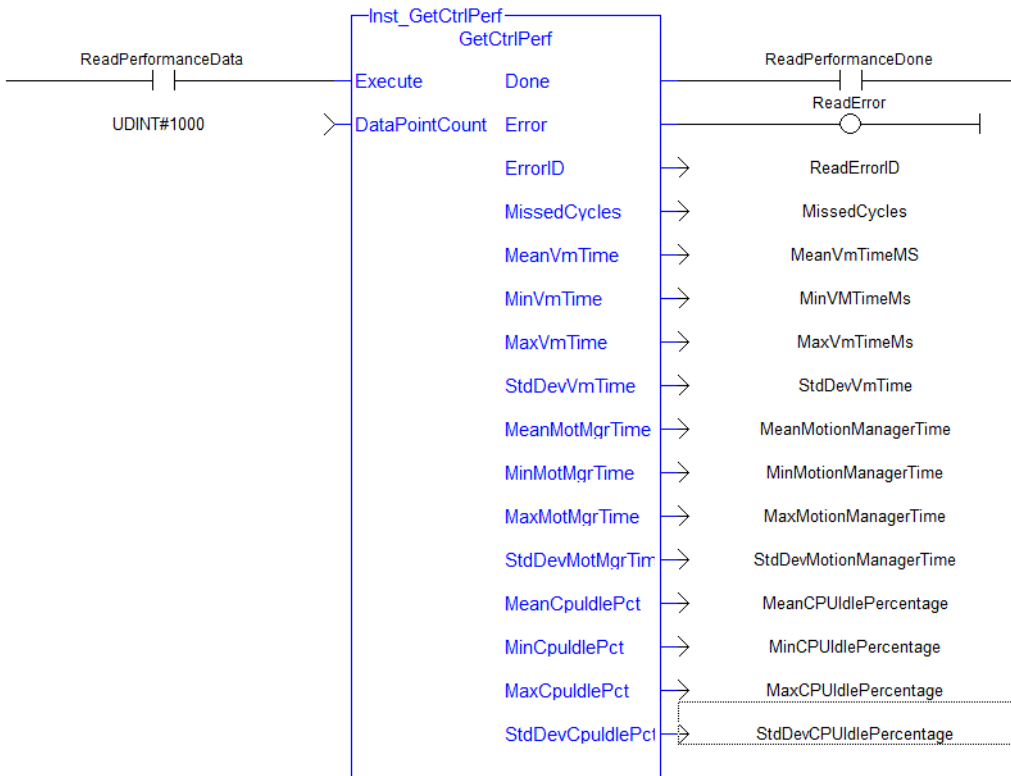 Inst_GetCtrlPerf
GetCtrlPerf
ReadPerformanceData
Execute
Done
ReadPerformanceDone
UDINT#1000
DataPointCount
Error
ReadError
ErrorID
ReadErrorID
MissedCycles
MissedCycles
MeanVmTime
MeanVmTimeMS
MinVmTime
MinVMTimeMs
MaxVmTime
MaxVmTimeMs
StdDevVmTime
StdDevVmTime
MeanMotMgrTime
MeanMotionManagerTime
MinMotMgrTime
MinMotionManagerTime
MaxMotMgrTime
MaxMotionManagerTime
StdDevMotMgrTim
StdDevMotionManagerTime
MeanCpuIdlePct
MeanCPUIdlePercentage
MinCpuIdlePct
MinCPUIdlePercentage
MaxCpuIdlePct
MaxCPUIdlePercentage
StdDevCpuIdlePct
StdDevCPUIdlePercentage